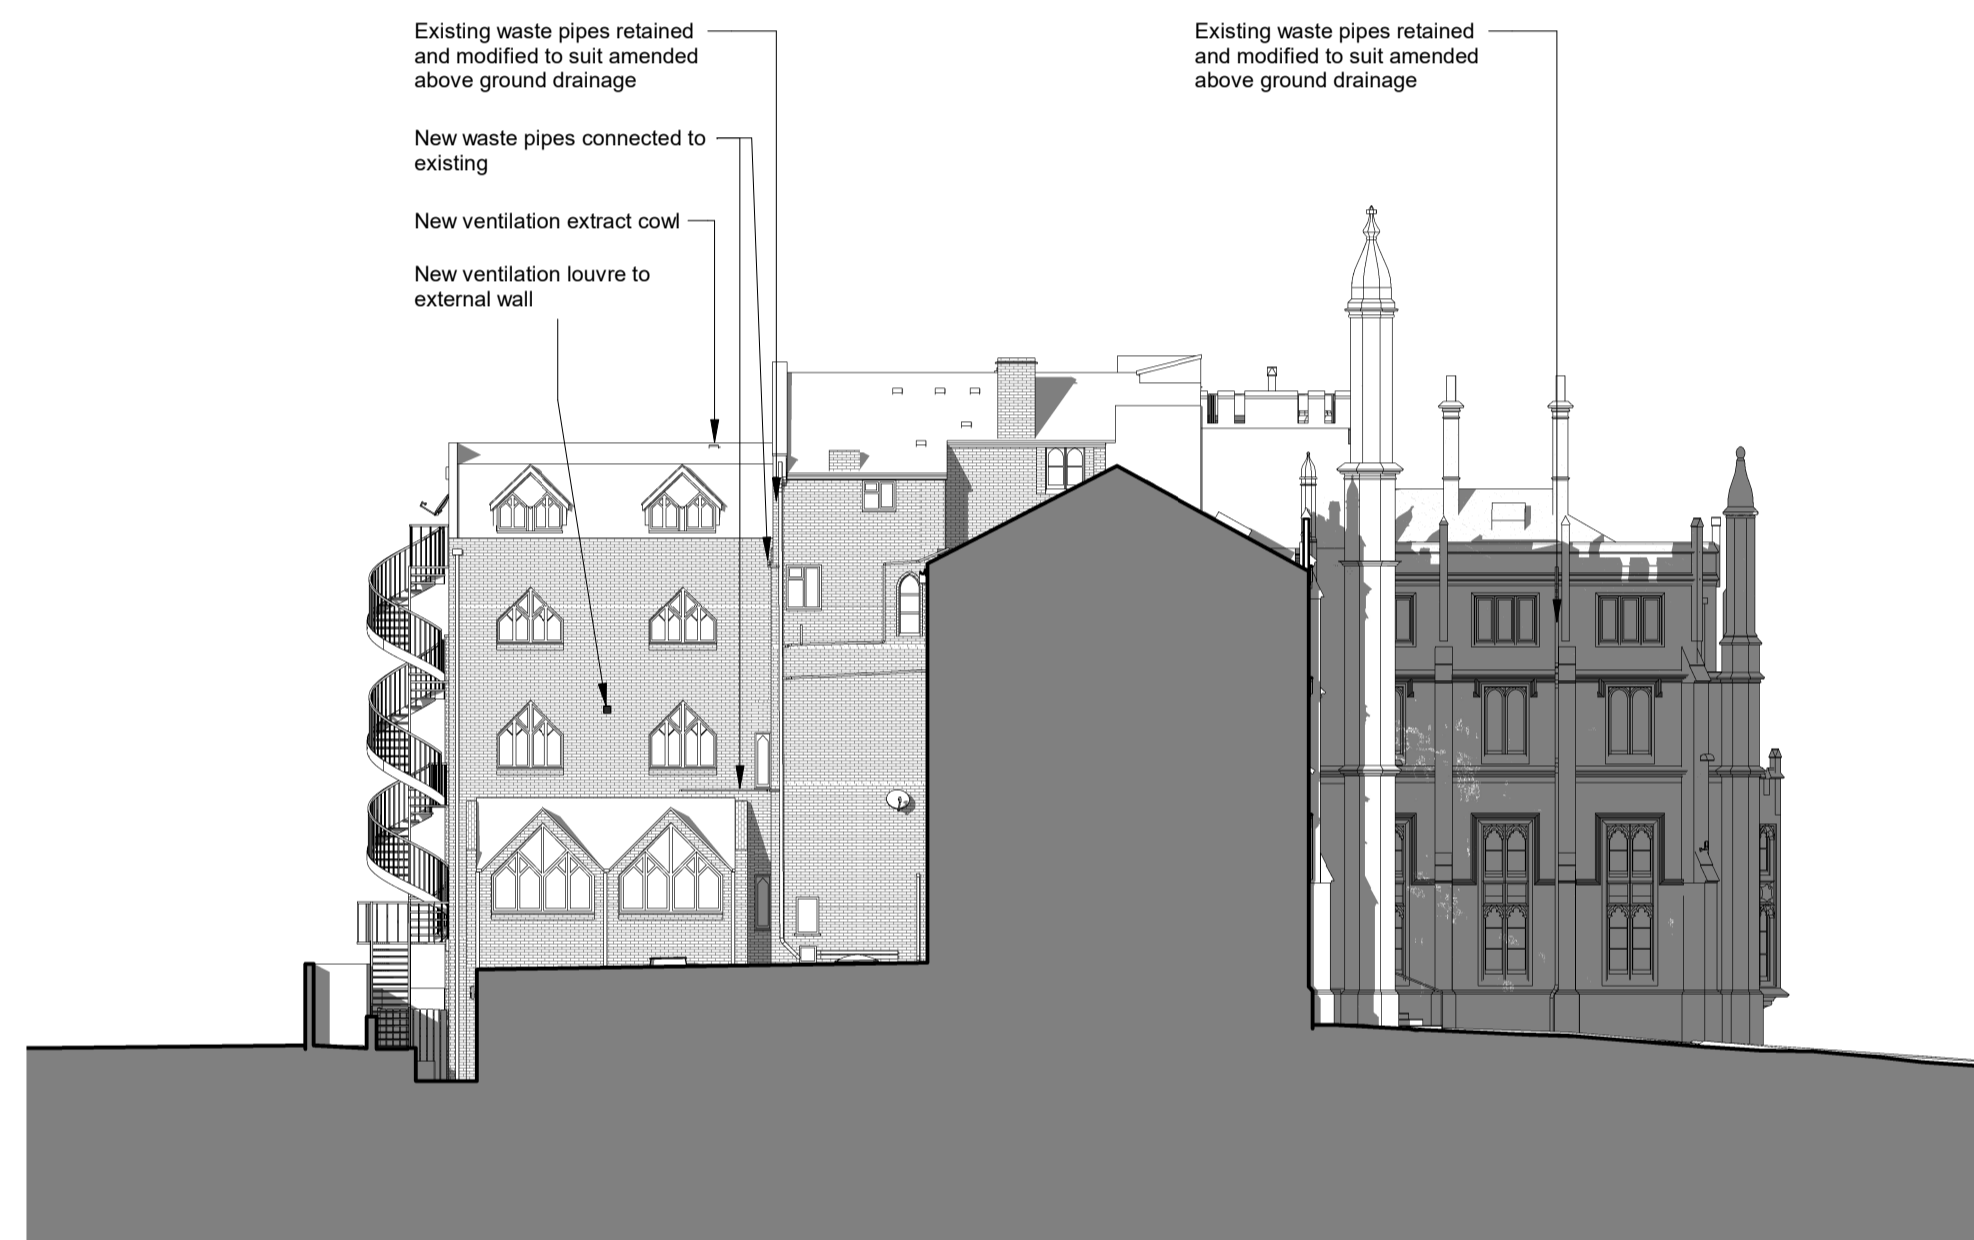 Existing waste pipes retained
and modified to suit amended
above ground drainage
New waste pipes connected to
existing
New ventilation extract cowl
New ventilation louvre to
external wall
Existing waste pipes retained
and modified to suit amended
above ground drainage